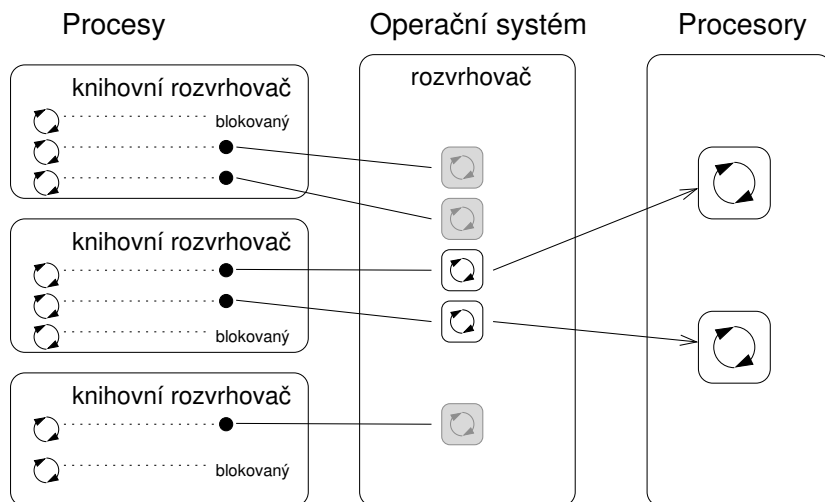 Procesy
Operační systém
Procesory
knihovní rozvrhovač
blokovaný
rozvrhovač
knihovní rozvrhovač
blokovaný
knihovní rozvrhovač
blokovaný